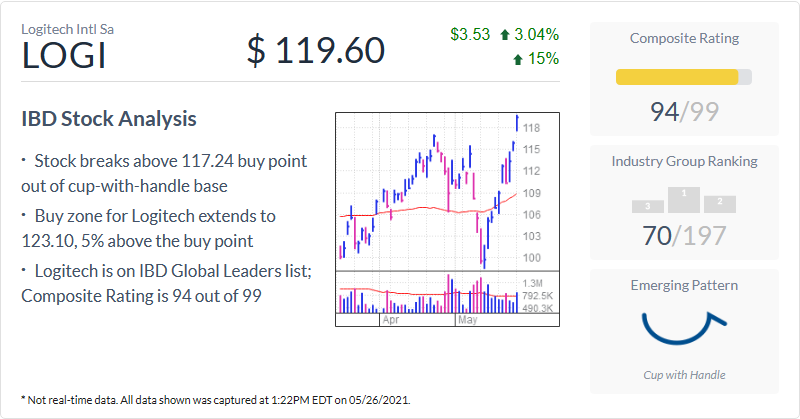 Logitech Intl Sa
LOGI
$ 119.60
$3.53 3.04%
15%
IBD Stock Analysis
· Stock breaks above 117.24 buy point
out of cup-with-handle base
· Buy zone for Logitech extends to
123.10, 5% above the buy point
· Logitech is on IBD Global Leaders list;
Composite Rating is 94 out of 99
118
115
112
109
106
103
100
1.3M
792.5K
490.3K
Apr May
Composite Rating
94/99
Industry Group Ranking
3 1 2
70/197
Emerging Pattern
Cup with Handle
* Not real-time data. All data shown was captured at 1:22PM EDT on 05/26/2021.